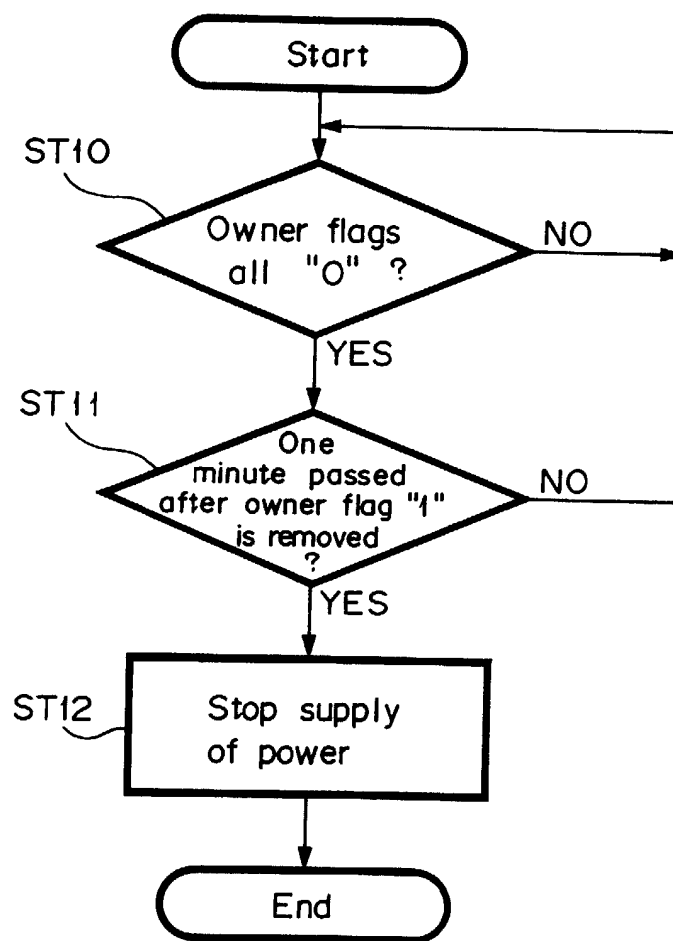 Start
ST10
Owner flags
all "0" ?
NO
YES
ST11
One
minute passed
after owner flag "1"
is removed
?
NO
YES
ST12
Stop supply
of power
End